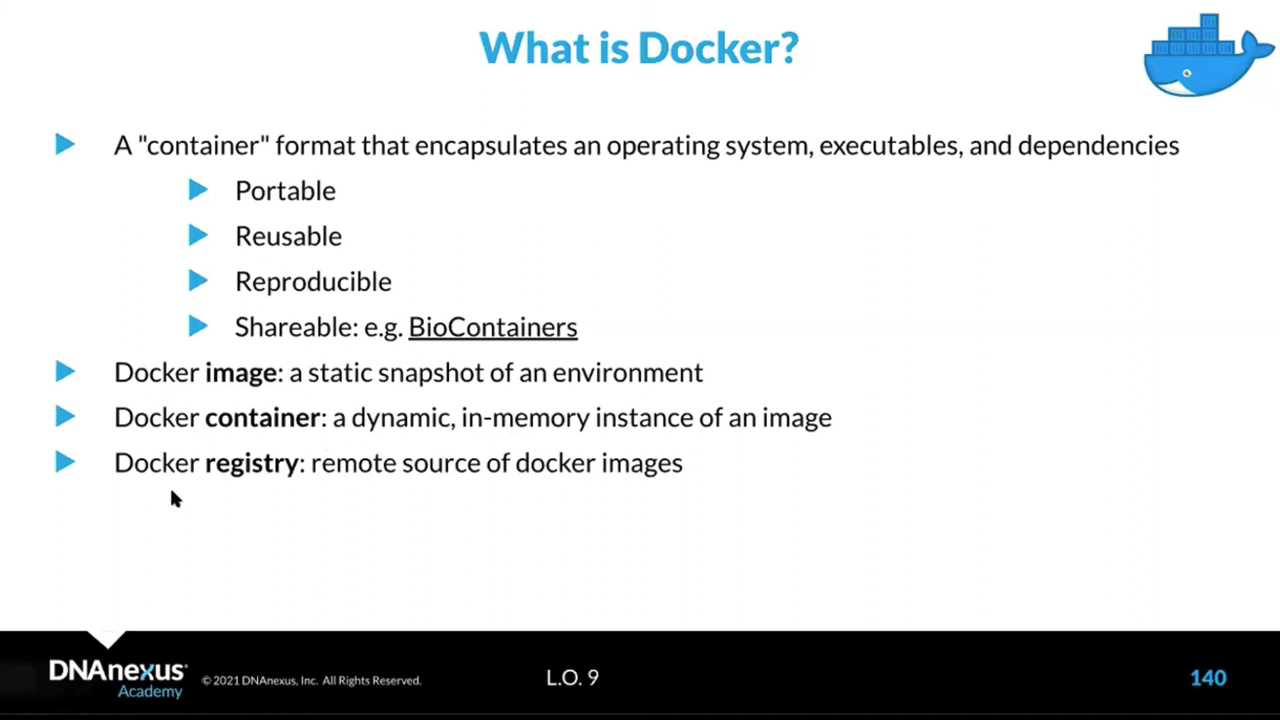 What is Docker?
A "container" format that encapsulates an operating system, executables, and dependencies
Portable
Reusable
Reproducible
Shareable: e.g. BioContainers
Docker image: a static snapshot of an environment
Docker container: a dynamic, in-memory instance of an image
Docker registry: remote source of docker images
DNAnexus®
Academy
© 2021 DNAnexus, Inc. All Rights Reserved.
L.O. 9
140